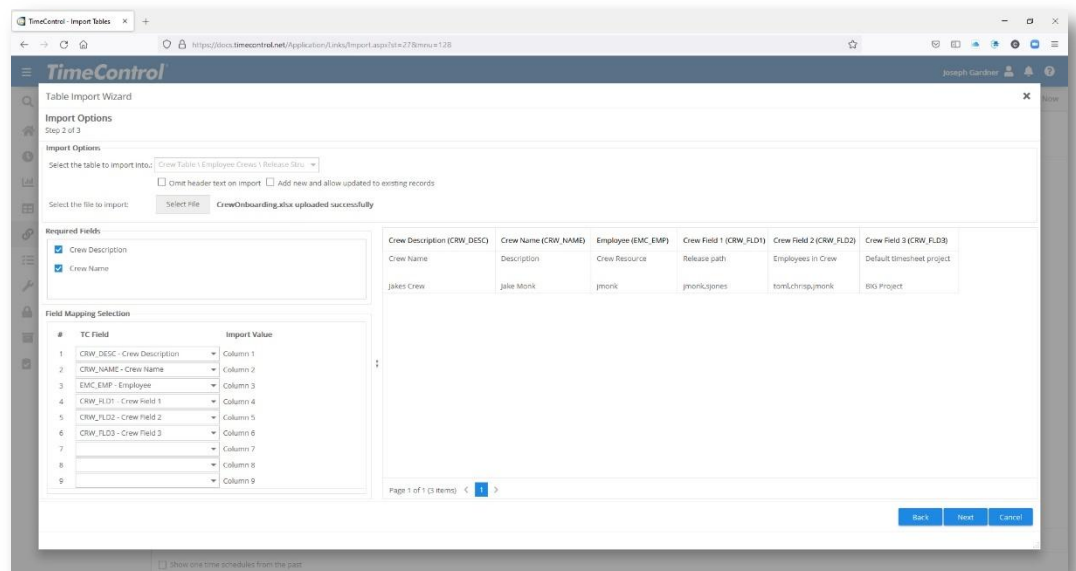 TimeControl - Import Tables
https://docs.timecontrol.net/Application/Links/Import.aspx?st=27&mnu=128
TimeControl
Joseph Gardner
Table Import Wizard
Now
Import Options
Step 2 of 3
Import Options
Select the table to import into.: Crew Table \ Employee Crews \ Release Stru
Omit header text on import Add new and allow updated to existing records
Select the file to import: Select File CrewOnboarding.xlsx uploaded successfully
Required Fields
Crew Description
Crew Name
Crew Description (CRW_DESC) Crew Name (CRW_NAME) Employee (EMC_EMP) Crew Field 1 (CRW_FLD1) Crew Field 2 (CRW_FLD2) Crew Field 3 (CRW_FLD3)
Crew Name Description Crew Resource Release path Employees in Crew Default timesheet project
Jakes Crew Jake Monk jmonk jmonk,sjones toml,chrisp,jmonk BIG Project
Field Mapping Selection
# TC Field Import Value
1 CRW_DESC - Crew Description Column 1
2 CRW_NAME - Crew Name Column 2
3 EMC_EMP - Employee Column 3
4 CRW_FLD1 - Crew Field 1 Column 4
5 CRW_FLD2 - Crew Field 2 Column 5
6 CRW_FLD3 - Crew Field 3 Column 6
7 Column 7
8 Column 8
9 Column 9
Page 1 of 1 (3 items) 1
Back Next Cancel
Show one time schedules from the past